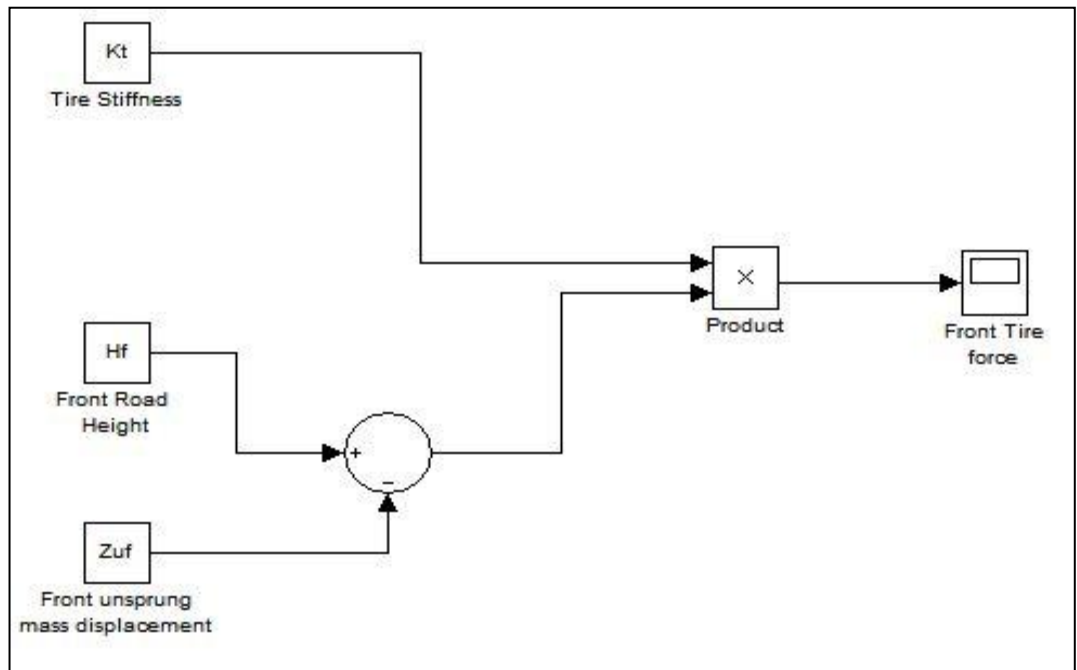 Kt
Tire Stiffness
×
Product
Front Tire
force
Hf
Front Road
Height
+
−
Zuf
Front unsprung
mass displacement